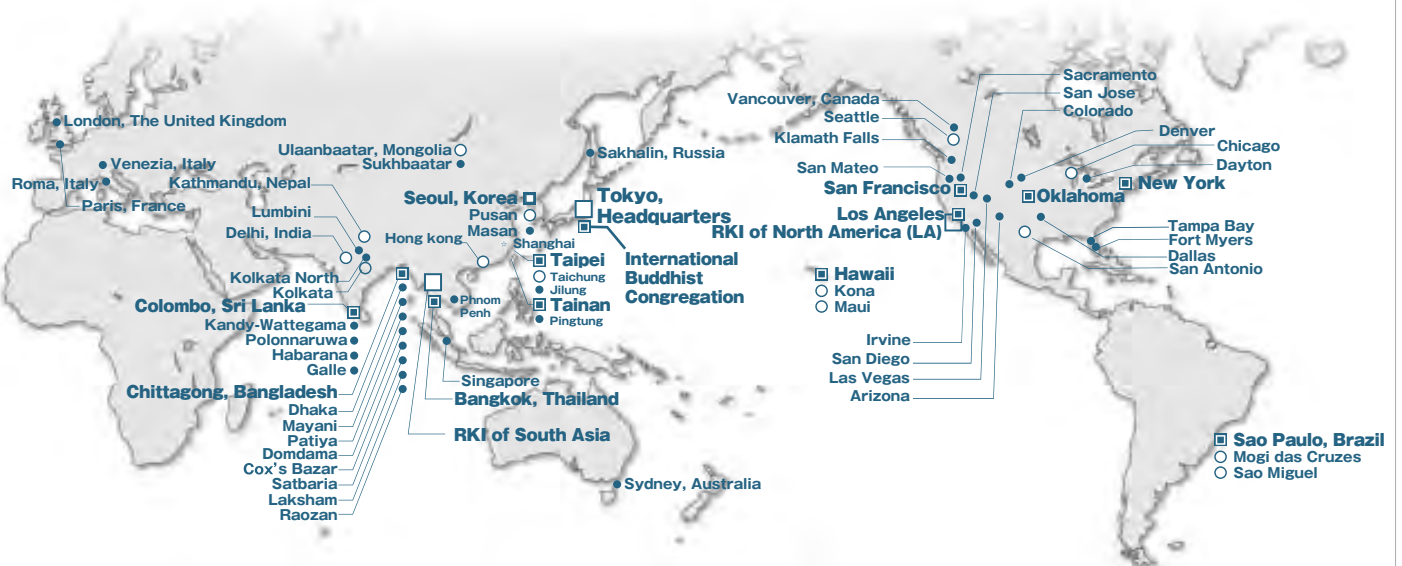 London, The United Kingdom
Venezia, Italy
Roma, Italy
Paris, France
Ulaanbaatar, Mongolia
Sukhbaatar
Kathmandu, Nepal
Lumbini
Delhi, India
Kolkata North
Kolkata
Colombo, Sri Lanka
Kandy-Wattegama
Polonnaruwa
Habarana
Galle
Chittagong, Bangladesh
Dhaka
Mayani
Patiya
Domdama
Cox's Bazar
Satbaria
Laksham
Raozan
Sakhalin, Russia
Seoul, Korea
Pusan
Masan
Tokyo,
Headquarters
Hong kong
Shanghai
Taipei
Taichung
Jilung
Tainan
Pingtung
International
Buddhist
Congregation
Phnom
Penh
Singapore
Bangkok, Thailand
RKI of South Asia
Sydney, Australia
Vancouver, Canada
Seattle
Klamath Falls
San Mateo
San Francisco
Los Angeles
RKI of North America (LA)
Hawaii
Kona
Maui
Irvine
San Diego
Las Vegas
Arizona
Sacramento
San Jose
Colorado
Denver
Chicago
Dayton
New York
Oklahoma
Tampa Bay
Fort Myers
Dallas
San Antonio
Sao Paulo, Brazil
Mogi das Cruzes
Sao Miguel